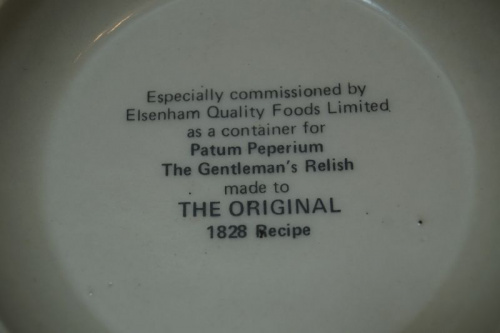 Especially commissioned by
Elsenham Quality Foods Limited
as a container for
Patum Peperium
The Gentleman's Relish
made to
THE ORIGINAL
1828 Recipe